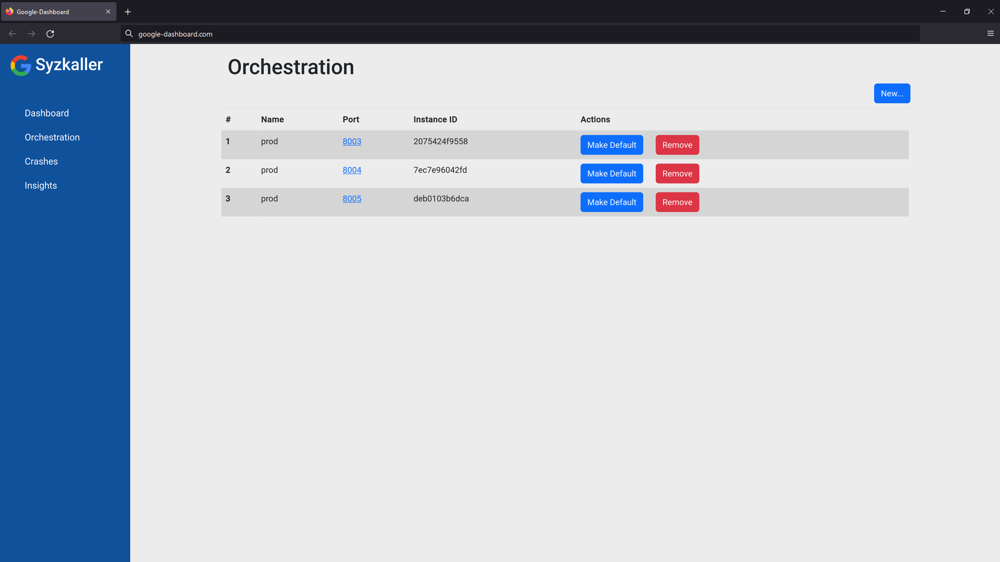 Google-Dashboard
google-dashboard.com
Syzkaller
Dashboard
Orchestration
Crashes
Insights
Orchestration
New...
# Name Port Instance ID Actions
1 prod 8003 2075424f9558 Make Default Remove
2 prod 8004 7ec7e96042fd Make Default Remove
3 prod 8005 deb0103b6dca Make Default Remove